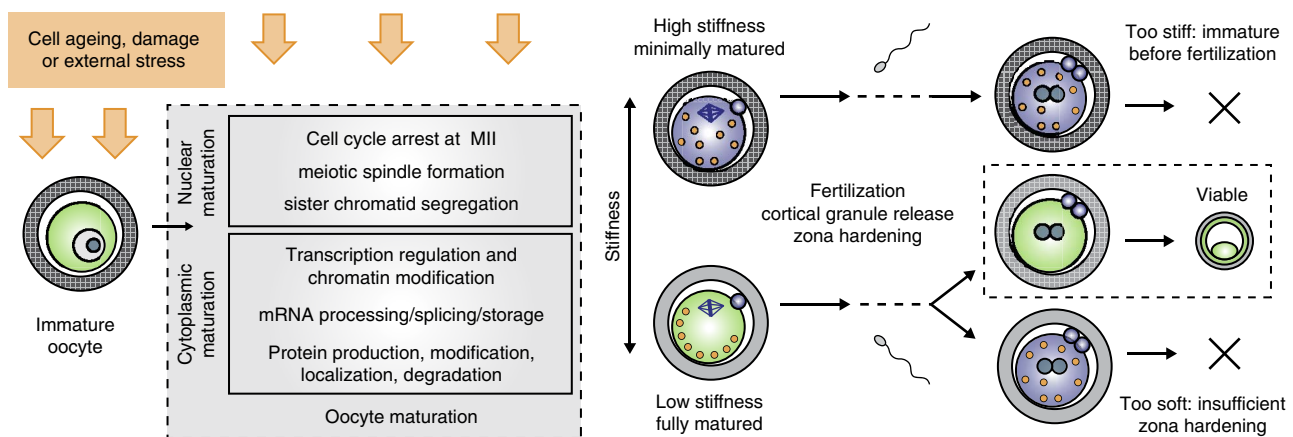 Cell ageing, damage
or external stress
Immature
oocyte
Nuclear
maturation
Cell cycle arrest at MII
meiotic spindle formation
sister chromatid segregation
Cytoplasmic
maturation
Transcription regulation and
chromatin modification
mRNA processing/splicing/storage
Protein production, modification,
localization, degradation
Oocyte maturation
Stiffness
High stiffness
minimally matured
Low stiffness
fully matured
Fertilization
cortical granule release
zona hardening
Too stiff: immature
before fertilization
Viable
Too soft: insufficient
zona hardening